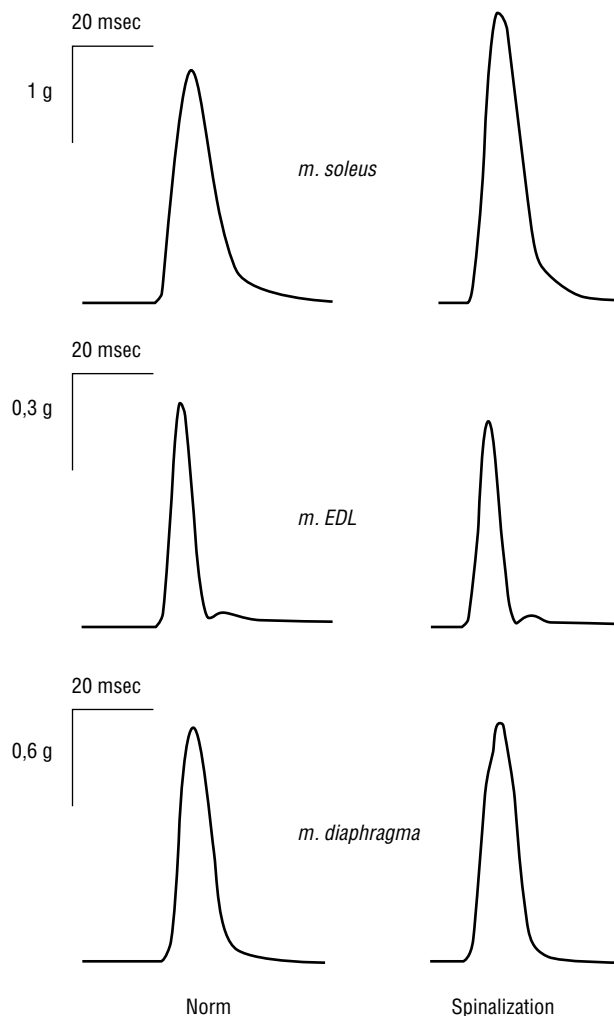 20 msec
1 g
m. soleus
20 msec
0,3 g
m. EDL
20 msec
0,6 g
m. diaphragma
Norm Spinalization